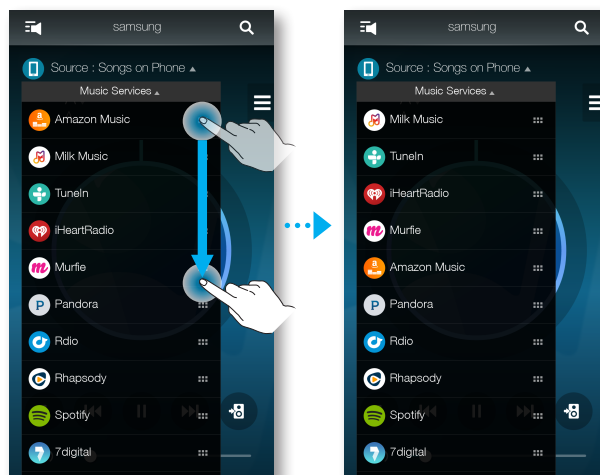 samsung
Source : Songs on Phone
Music Services
Amazon Music
Milk Music
TuneIn
iHeartRadio
Murfie
Pandora
Rdio
Rhapsody
Spotify
7digital
samsung
Source : Songs on Phone
Music Services
Milk Music
TuneIn
iHeartRadio
Murfie
Amazon Music
Pandora
Rdio
Rhapsody
Spotify
7digital